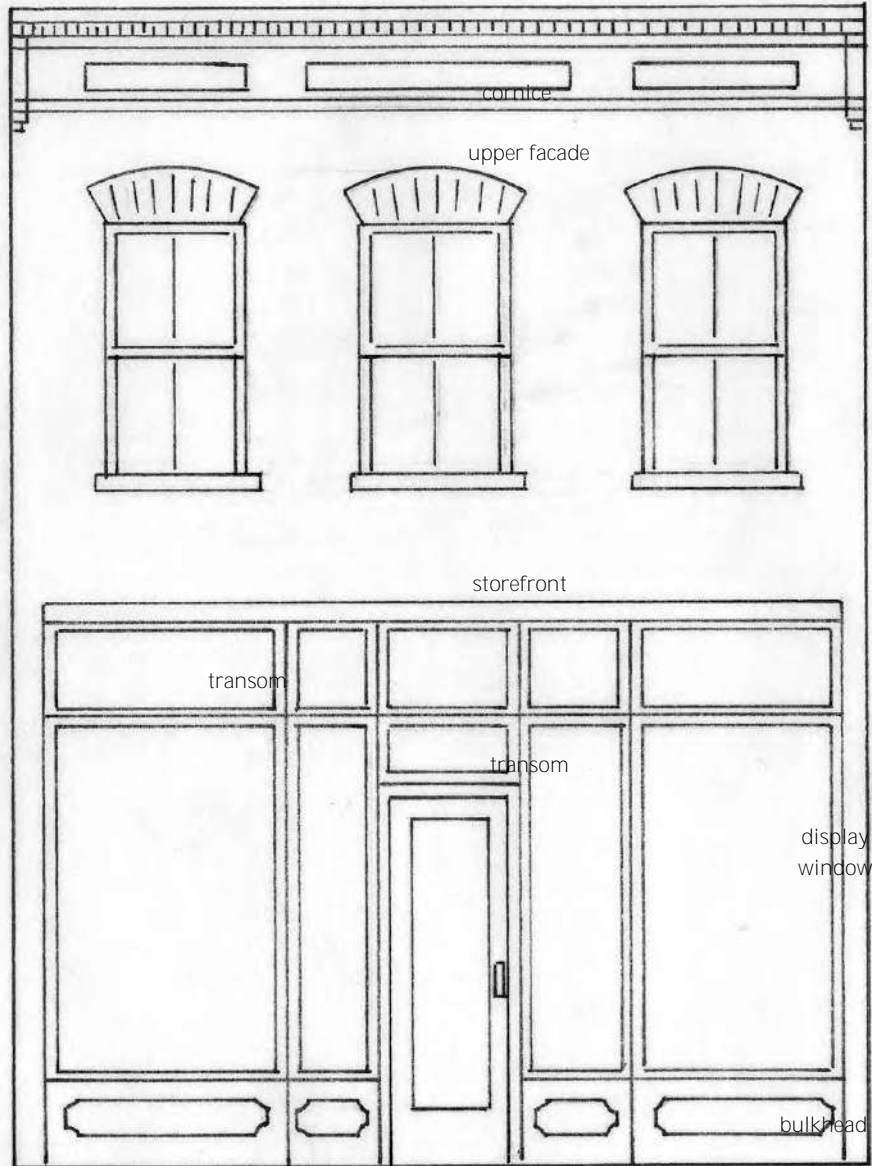 cornice
upper facade
storefront
transom
transom
display
window
bulkhead